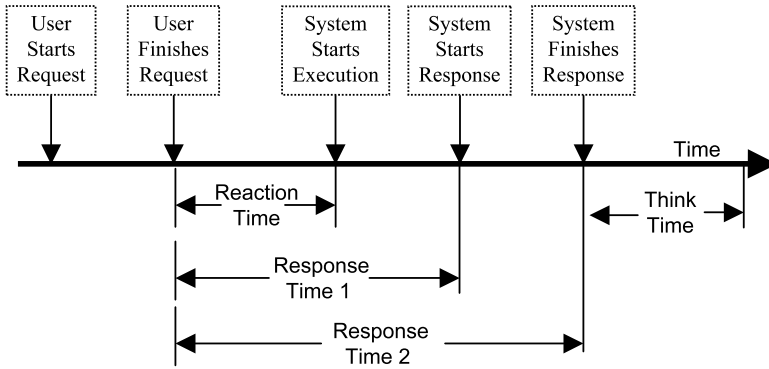 User
Starts
Request
User
Finishes
Request
System
Starts
Execution
System
Starts
Response
System
Finishes
Response
Time
Reaction
Time
Think
Time
Response
Time 1
Response
Time 2